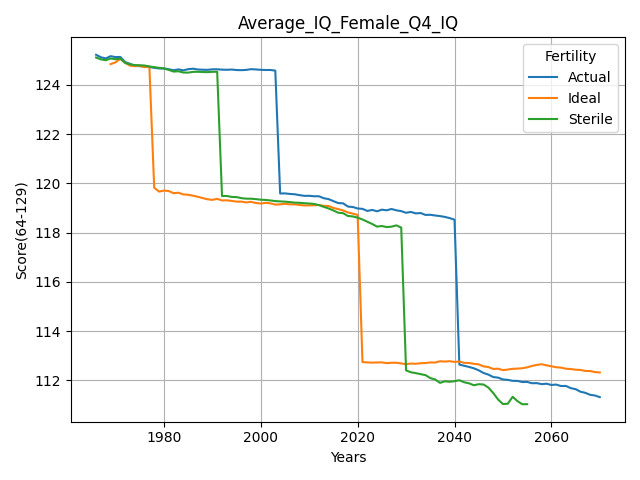 Average_IQ_Female_Q4_IQ
Score(64-129)
124
122
120
118
116
114
112
1980
2000
2020
2040
2060
Years
Fertility
Actual
Ideal
Sterile